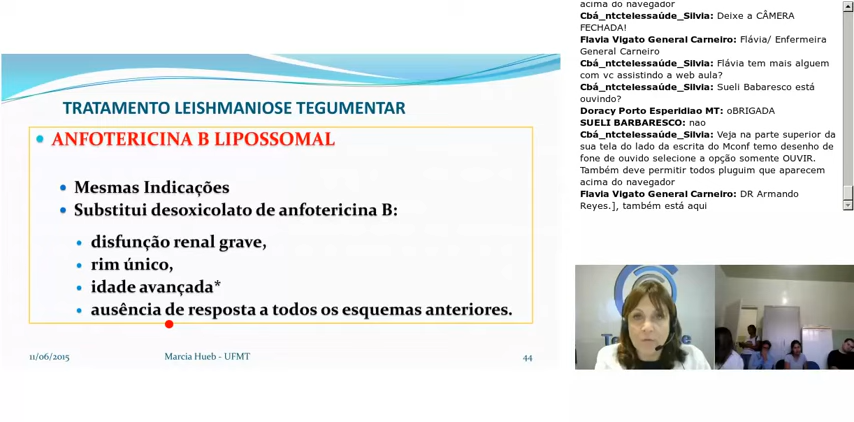 TRATAMENTO LEISHMANIOSE TEGUMENTAR
• ANFOTERICINA B LIPOSSOMAL
• Mesmas Indicações
• Substitui desoxicolato de anfotericina B:
• disfunção renal grave,
• rim único,
• idade avançada*
• ausência de resposta a todos os esquemas anteriores.
11/06/2015
Marcia Hueb - UFMT
44
acima do navegador
Cbá_ntctelessaúde_Silvia: Deixe a CÂMERA
FECHADA!
Flavia Vigato General Carneiro: Flávia/ Enfermeira
General Carneiro
Cbá_ntctelessaúde_Silvia: Flávia tem mais alguem
com vc assistindo a web aula?
Cbá_ntctelessaúde_Silvia: Sueli Babaresco está
ouvindo?
Doracy Porto Esperidiao MT: oBRIGADA
SUELI BARBARESCO: nao
Cbá_ntctelessaúde_Silvia: Veja na parte superior da
sua tela do lado da escrita do Mconf temo desenho de
fone de ouvido selecione a opção somente OUVIR.
Também deve permitir todos pluguim que aparecem
acima do navegador
Flavia Vigato General Carneiro: DR Armando
Reyes.], também está aqui